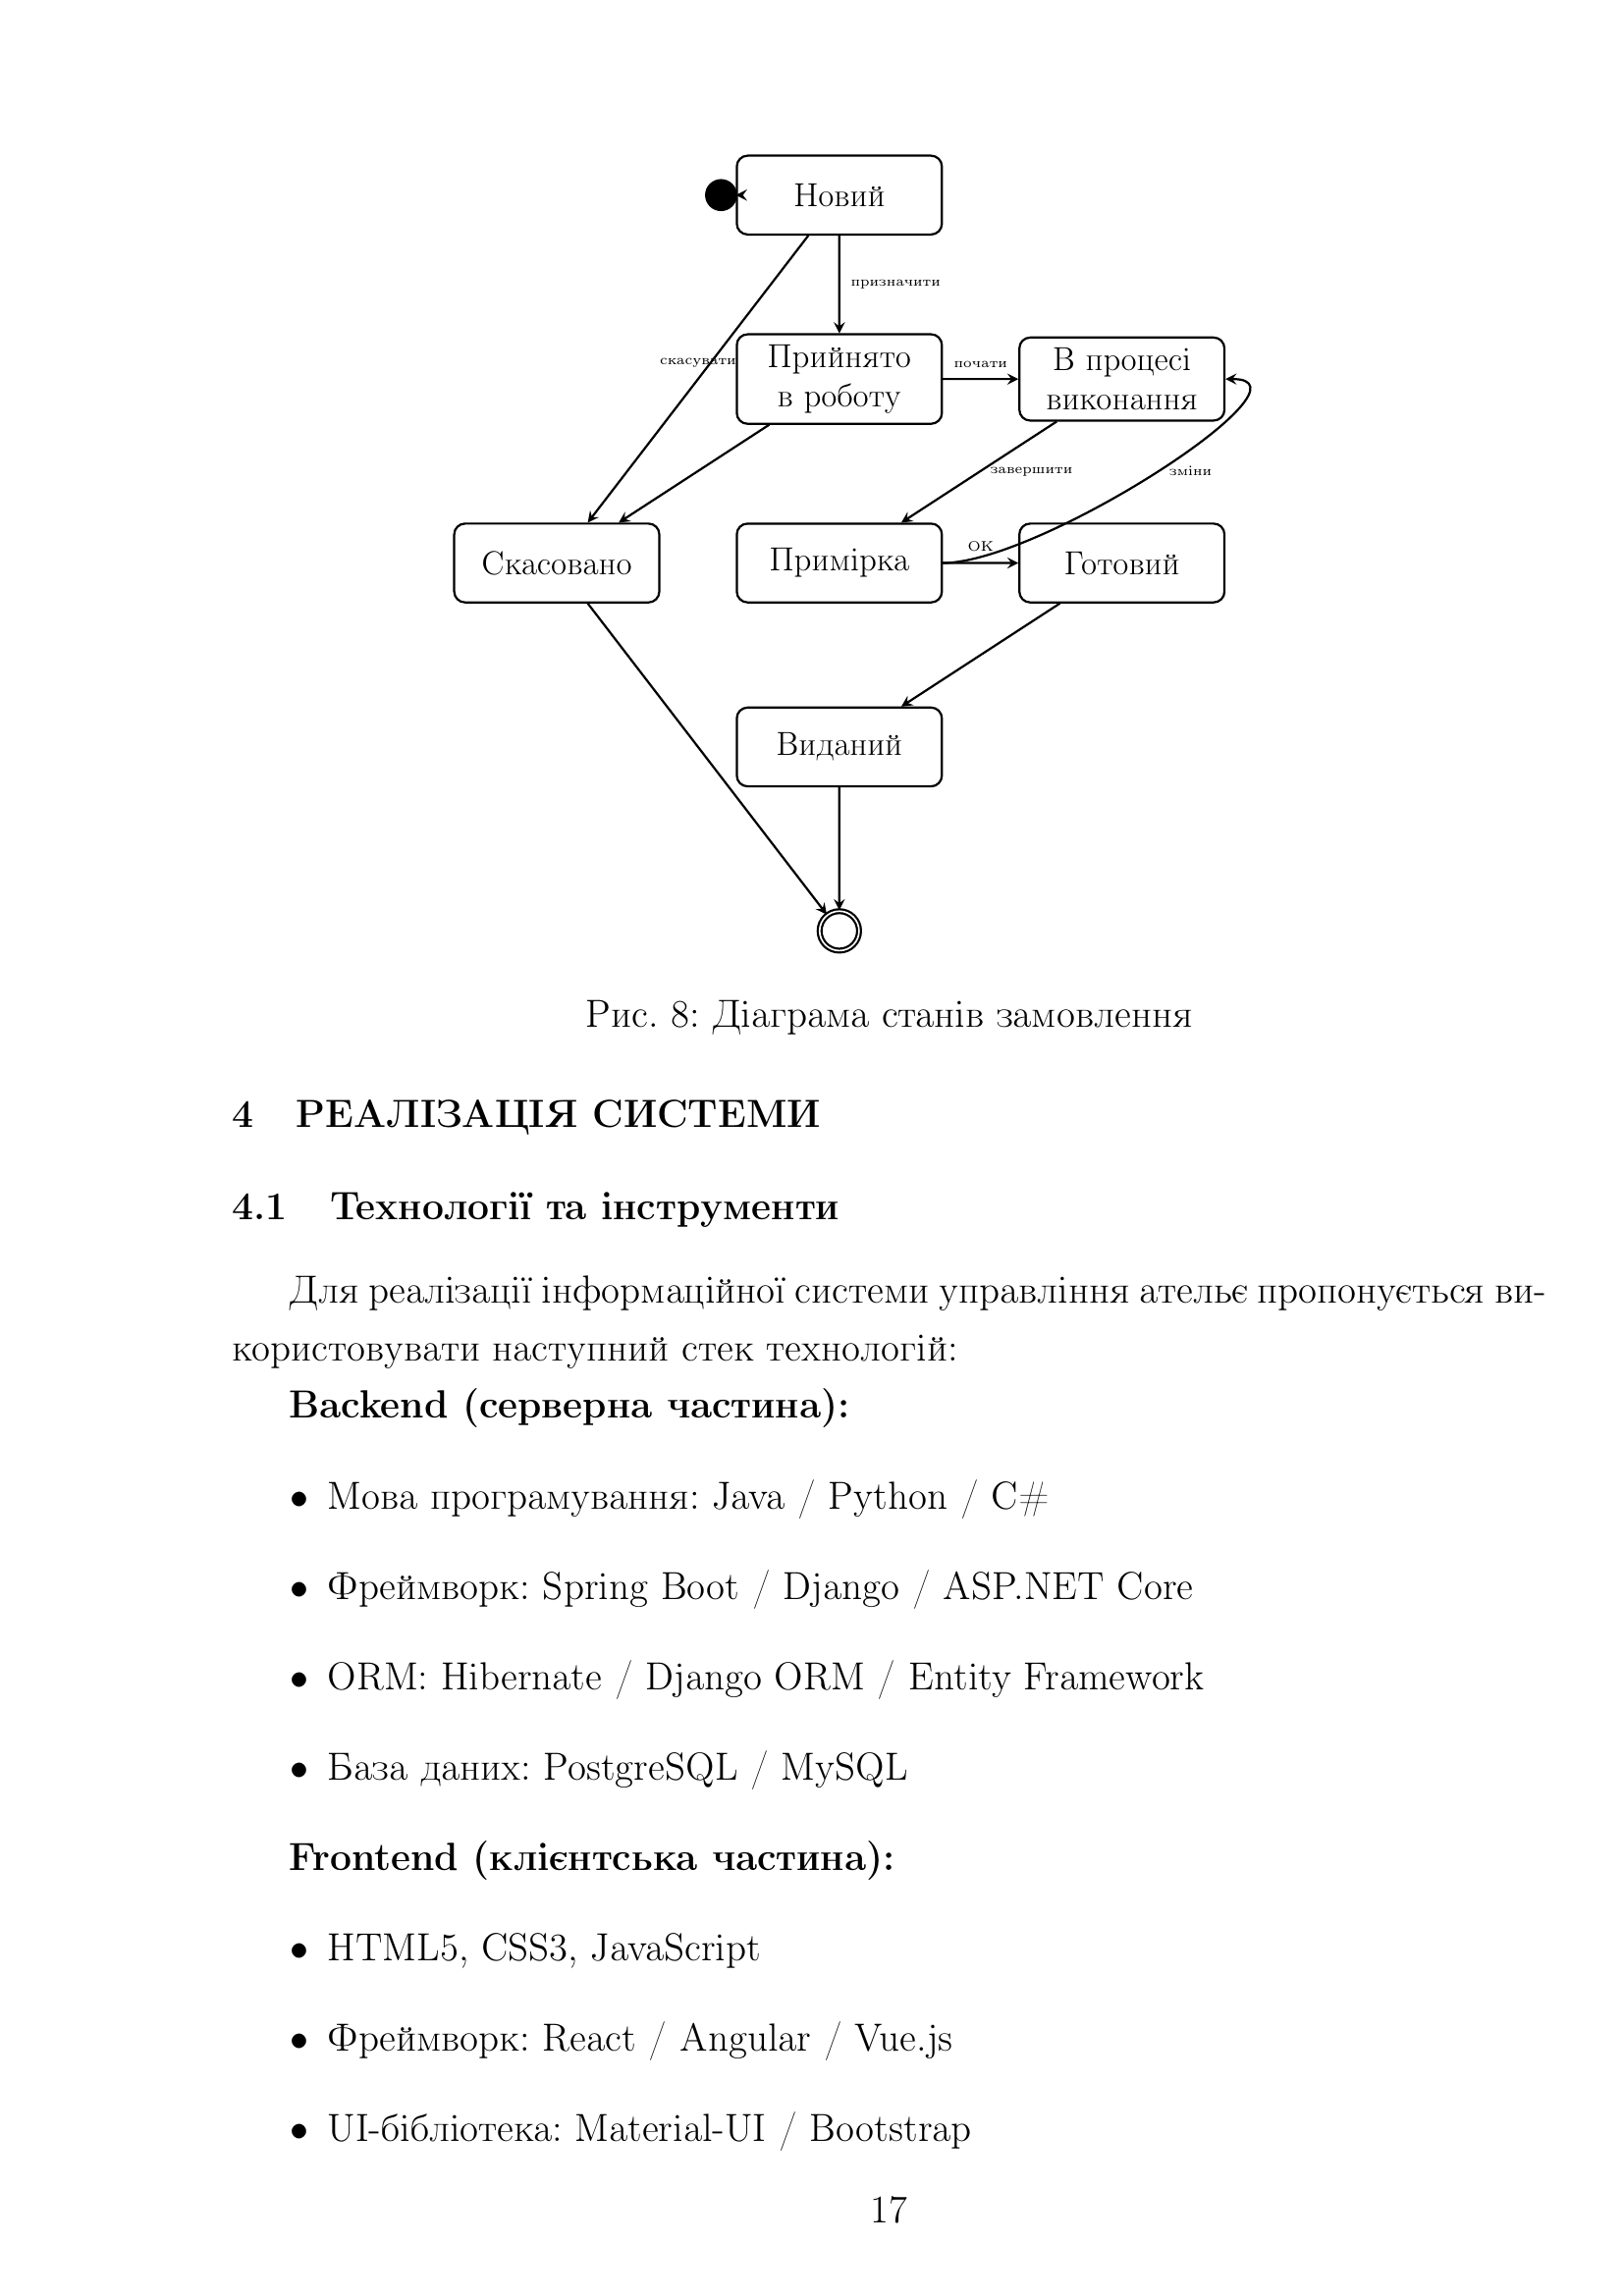 Новий
призначити
скасувати
Прийнято
в роботу
почати
В процесі
виконання
завершити
зміни
Скасовано
Примірка
ОК
Готовий
Виданий
Рис. 8: Діаграма станів замовлення
4 РЕАЛІЗАЦІЯ СИСТЕМИ
4.1 Технології та інструменти
Для реалізації інформаційної системи управління ательє пропонується ви-
користовувати наступний стек технологій:
Backend (серверна частина):
• Мова програмування: Java / Python / C#
• Фреймворк: Spring Boot / Django / ASP.NET Core
• ORM: Hibernate / Django ORM / Entity Framework
• База даних: PostgreSQL / MySQL
Frontend (клієнтська частина):
• HTML5, CSS3, JavaScript
• Фреймворк: React / Angular / Vue.js
• UI-бібліотека: Material-UI / Bootstrap
17